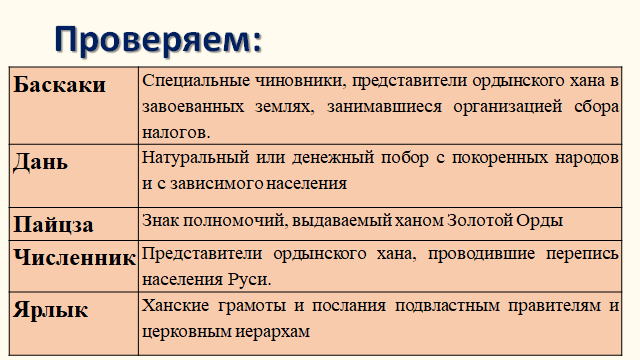 Проверяем:
Баскаки
Специальные чиновники, представители ордынского хана в
завоеванных землях, занимавшиеся организацией сбора
налогов.
Дань
Натуральный или денежный побор с покоренных народов
и с зависимого населения
Пайцза
Знак полномочий, выдаваемый ханом Золотой Орды
Численник
Представители ордынского хана, проводившие перепись
населения Руси.
Ярлык
Ханские грамоты и послания подвластным правителям и
церковным иерархам